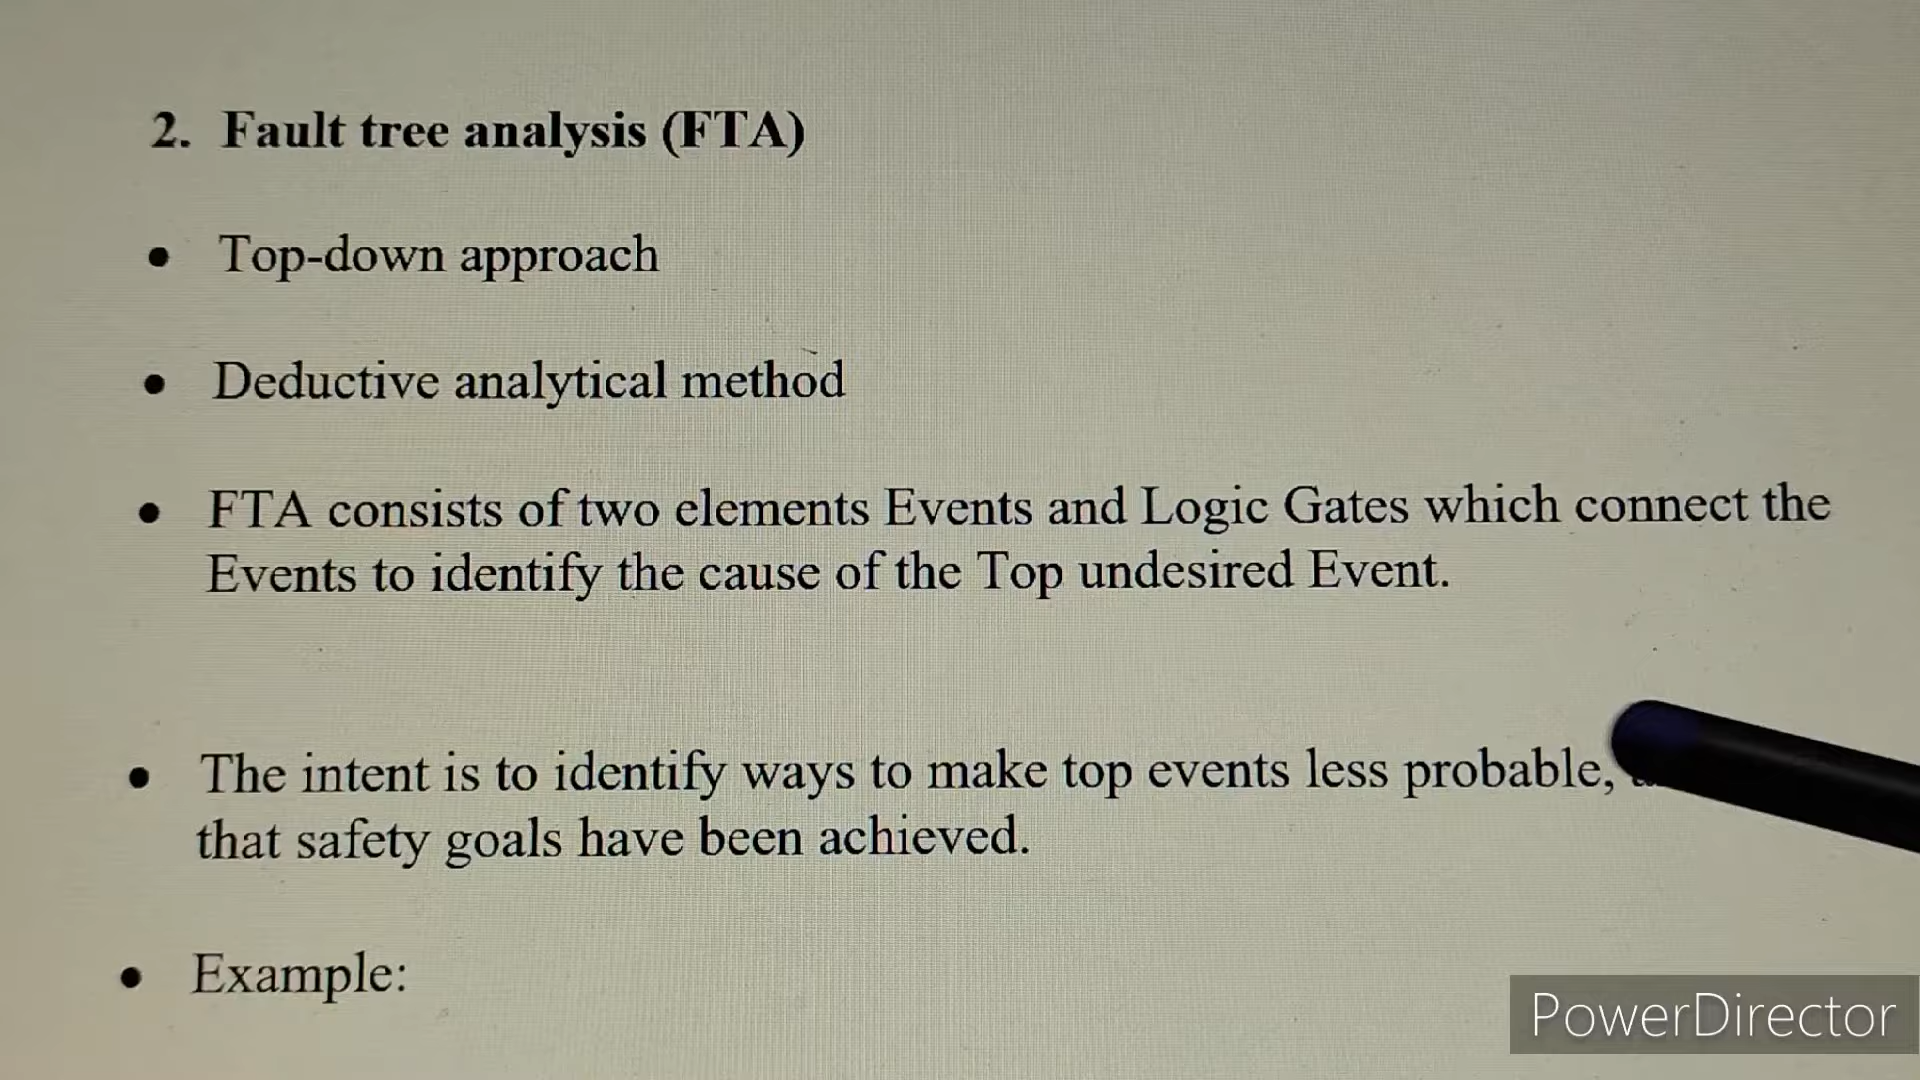 2. Fault tree analysis (FTA)
• Top-down approach
• Deductive analytical method
• FTA consists of two elements Events and Logic Gates which connect the
Events to identify the cause of the Top undesired Event.
• The intent is to identify ways to make top events less probable,
that safety goals have been achieved.
• Example:
PowerDirector